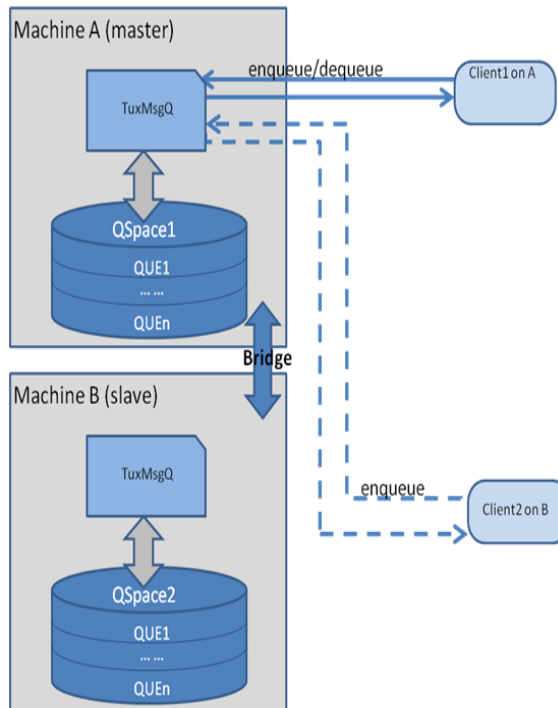 Machine A (master)
enqueue/dequeue
Client1 on A
TuxMsgQ
QSpace1
QUE1
... ...
QUEn
Bridge
Machine B (slave)
TuxMsgQ
enqueue
Client2 on B
QSpace2
QUE1
... ...
QUEn